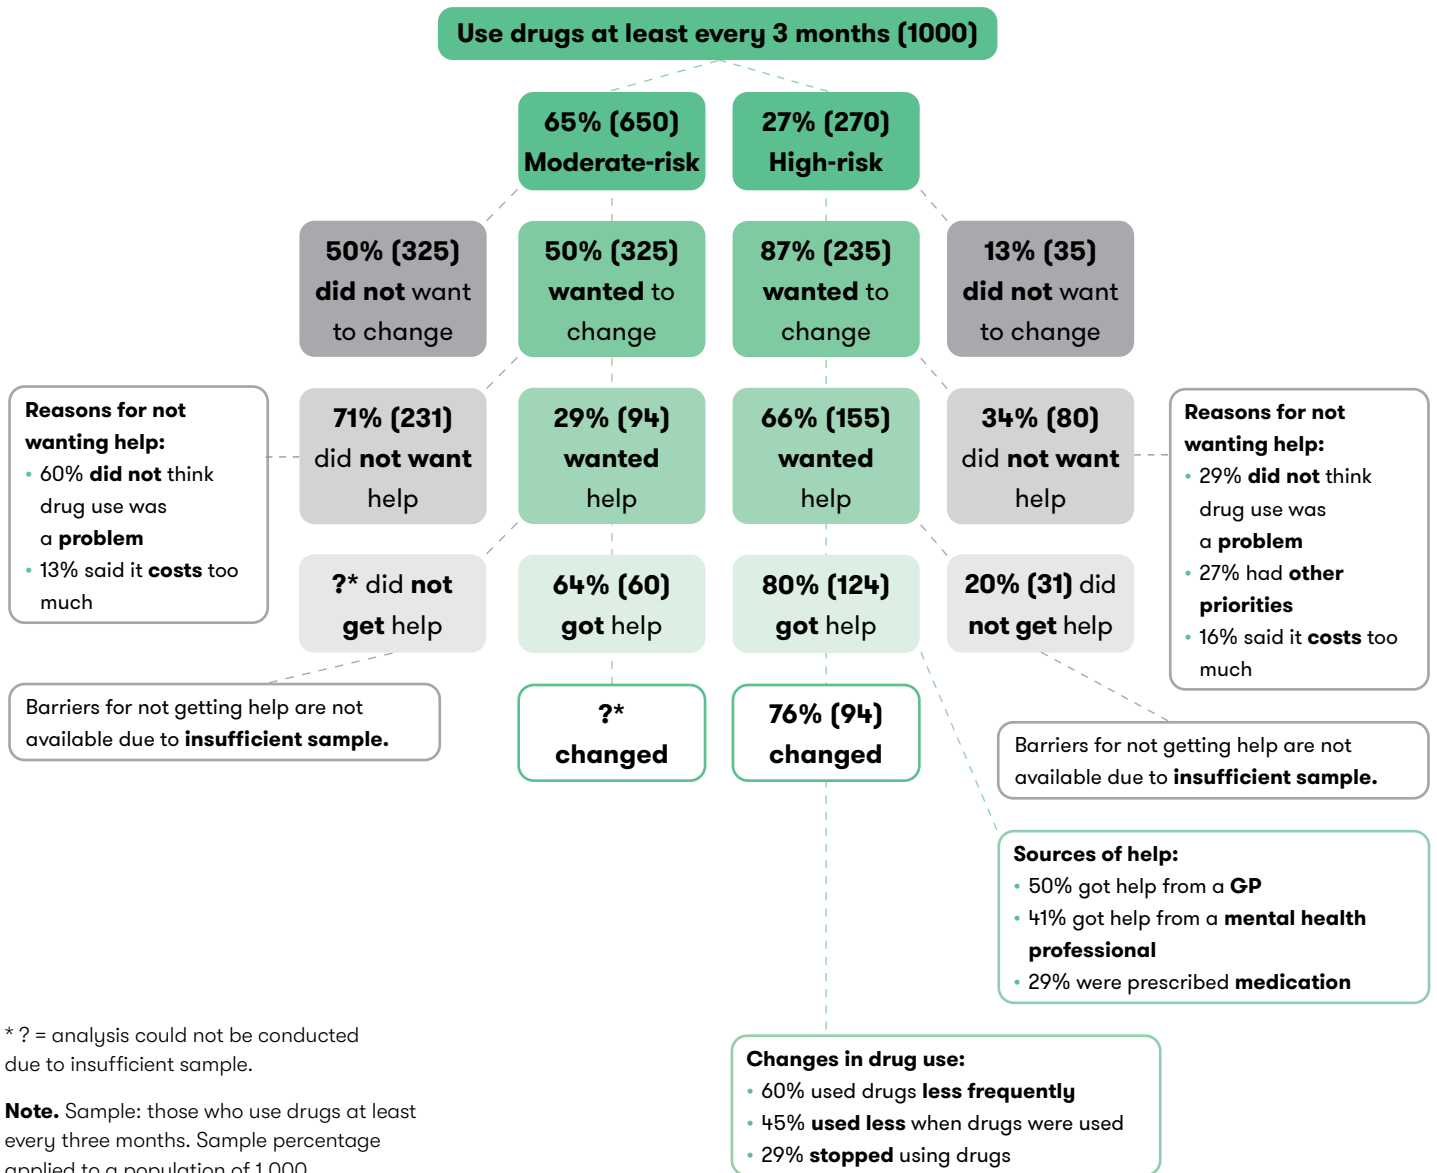 Use drugs at least every 3 months (1000)
65% (650)
Moderate-risk
27% (270)
High-risk
50% (325)
did not want
to change
50% (325)
wanted to
change
87% (235)
wanted to
change
13% (35)
did not want
to change
Reasons for not
wanting help:
• 60% did not think
drug use was
a problem
• 13% said it costs too
much
71% (231)
did not want
help
29% (94)
wanted
help
66% (155)
wanted
help
34% (80)
did not want
help
Reasons for not
wanting help:
• 29% did not think
drug use was
a problem
• 27% had other
priorities
• 16% said it costs too
much
?* did not
get help
64% (60)
got help
80% (124)
got help
20% (31) did
not get help
Barriers for not getting help are not
available due to insufficient sample.
?*
changed
76% (94)
changed
Barriers for not getting help are not
available due to insufficient sample.
Sources of help:
• 50% got help from a GP
• 41% got help from a mental health
professional
• 29% were prescribed medication
* ? = analysis could not be conducted
due to insufficient sample.
Note. Sample: those who use drugs at least
every three months. Sample percentage
applied to a population of 1,000
Changes in drug use:
• 60% used drugs less frequently
• 45% used less when drugs were used
• 29% stopped using drugs